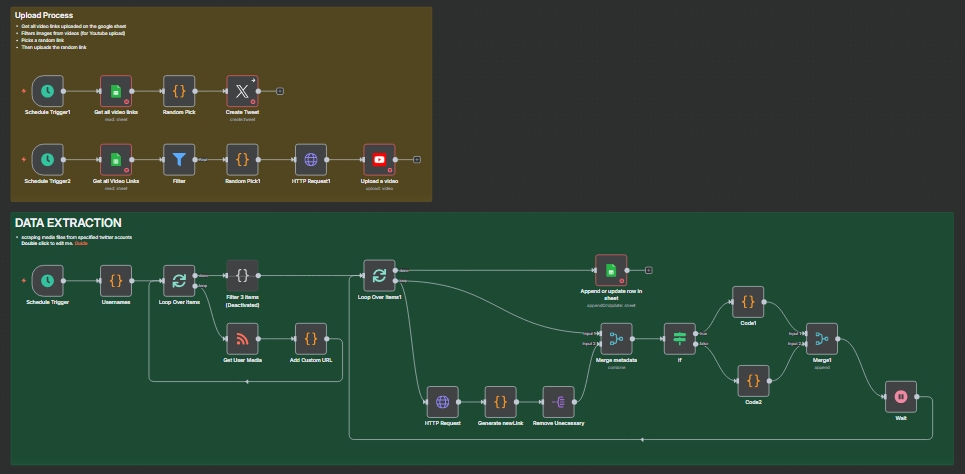 Upload Process
Get all video links uploaded on the google sheet
Filters images from videos (for Youtube upload)
Picks a random link
Then uploads the random link
Schedule Trigger1
Get all video links
read: sheet
Random Pick
Create Tweet
create: tweet
Schedule Trigger2
Get all Video Links
read: sheet
Filter
Random Pick1
HTTP Request1
Upload a video
upload: video
DATA EXTRACTION
scraping media files from specified twitter acounts
Double click to edit me. Guide
Schedule Trigger
Usernames
Loop Over Items
done
loop
Filter 3 Items
(Deactivated)
Get User Media
Add Custom URL
Loop Over Items1
done
HTTP Request
Generate newLink
Remove Unecessary
Append or update row in
sheet
appendOrUpdate: sheet
Input 1
Input 2
Merge metadata
combine
If
true
false
Code1
Code2
Input 1
Input 2
Merge1
append
Wait